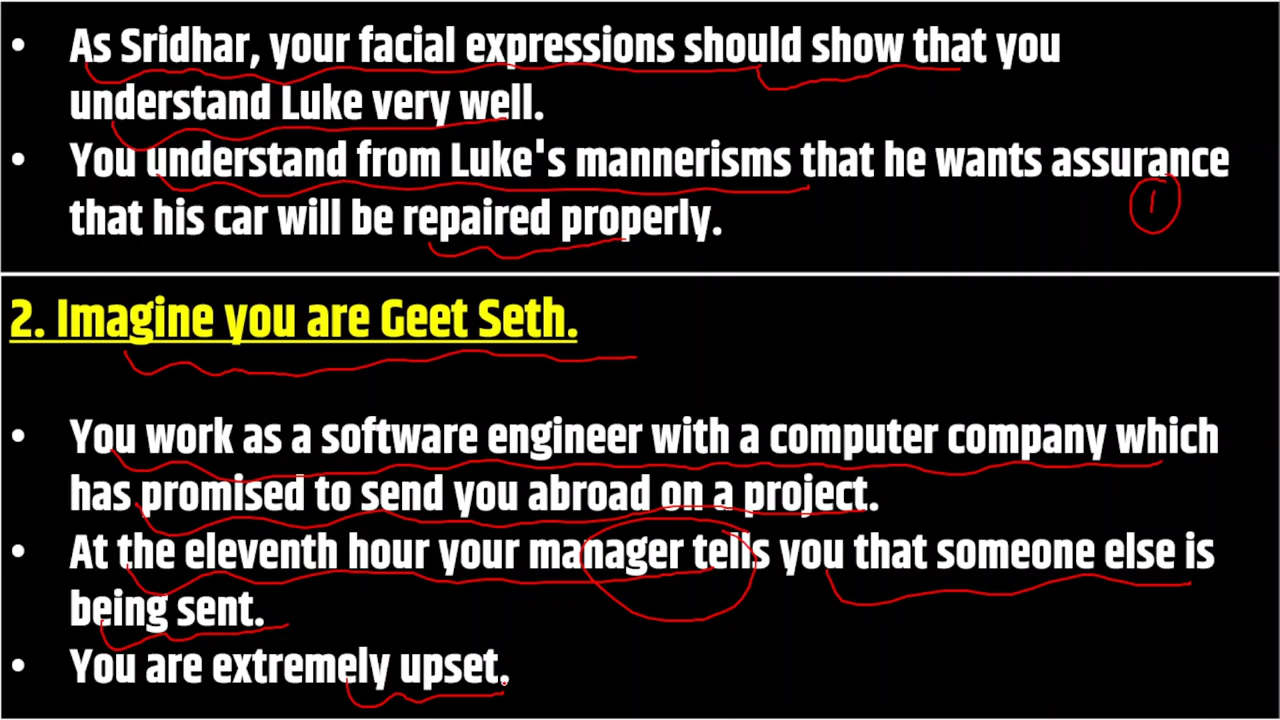 • As Sridhar, your facial expressions should show that you
understand Luke very well.
• You understand from Luke's mannerisms that he wants assurance
that his car will be repaired properly.
1
2. Imagine you are Geet Seth.
• You work as a software engineer with a computer company which
has promised to send you abroad on a project.
• At the eleventh hour your manager tells you that someone else is
being sent.
• You are extremely upset.